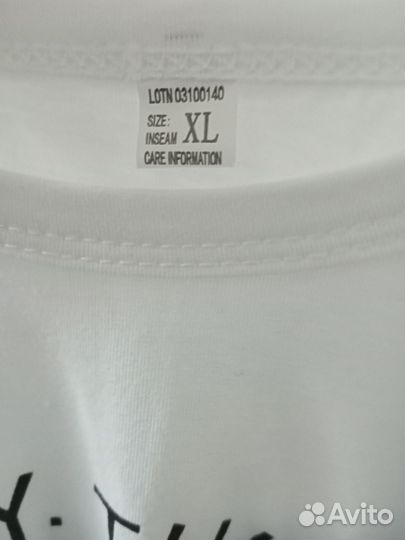 LOTN 03100140
SIZE: XL
INSEAM
CARE INFORMATION
Avito